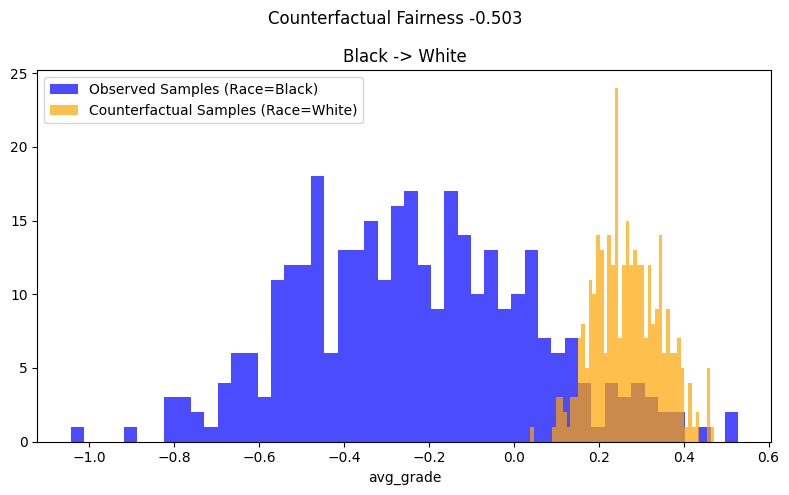 Counterfactual Fairness -0.503
Black -> White
25
20
15
10
5
0
Observed Samples (Race=Black)
Counterfactual Samples (Race=White)
−1.0 −0.8 −0.6 −0.4 −0.2 0.0 0.2 0.4 0.6
avg_grade